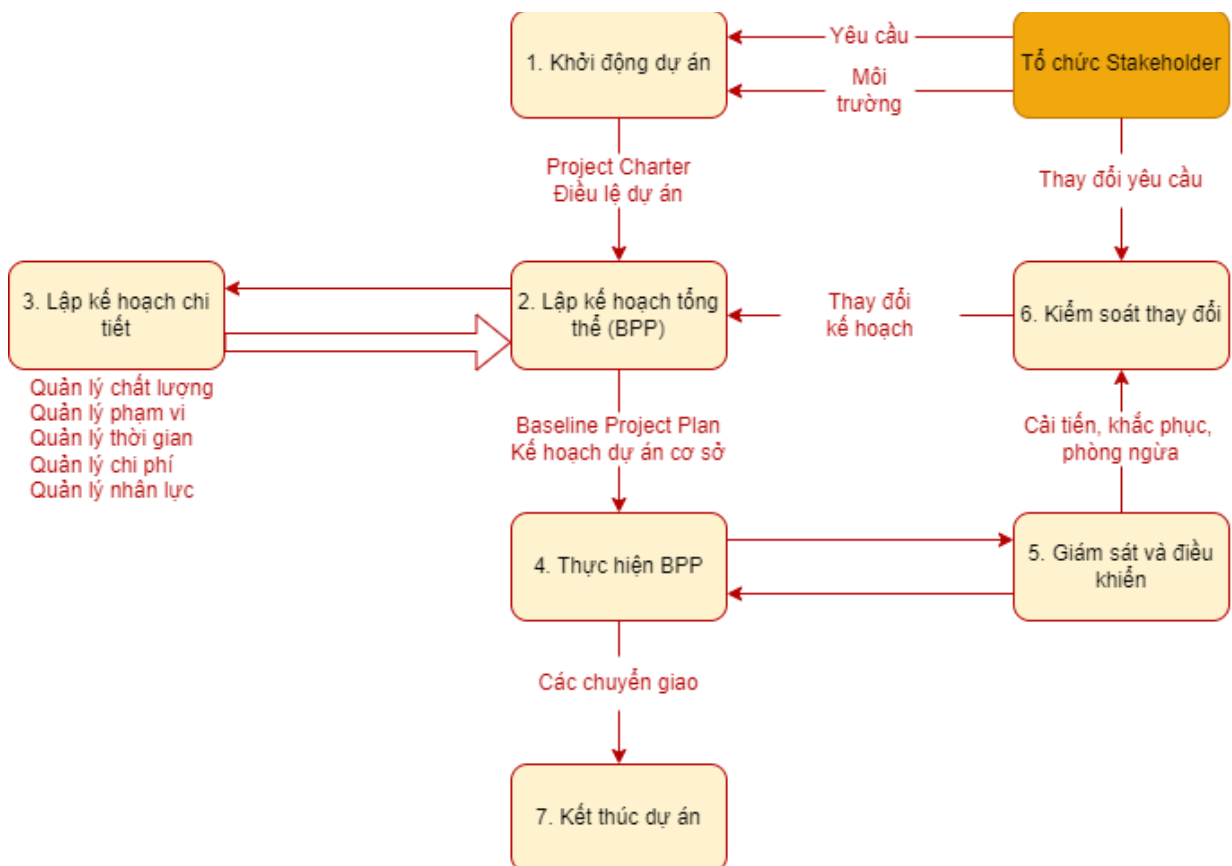 1. Khởi động dự án
Yêu cầu
Môi
trường
Tổ chức Stakeholder
Project Charter
Điều lệ dự án
Thay đổi yêu cầu
3. Lập kế hoạch chi
tiết
2. Lập kế hoạch tổng
thể (BPP)
Thay đổi
kế hoạch
6. Kiểm soát thay đổi
Quản lý chất lượng
Quản lý phạm vi
Quản lý thời gian
Quản lý chi phí
Quản lý nhân lực
Baseline Project Plan
Kế hoạch dự án cơ sở
Cải tiến, khắc phục,
phòng ngừa
4. Thực hiện BPP
5. Giám sát và điều
khiển
Các chuyển giao
7. Kết thúc dự án